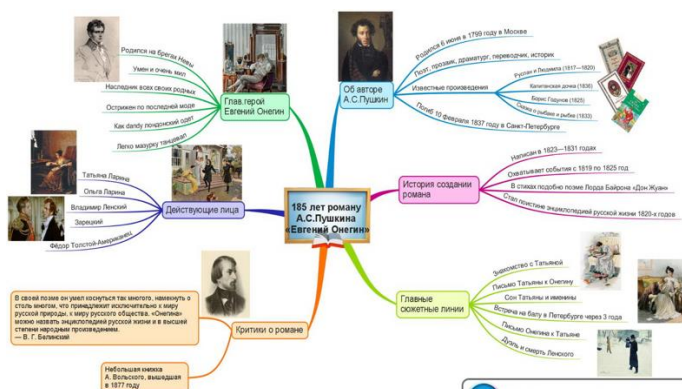 185 лет роману
А.С.Пушкина
«Евгений Онегин»
Об авторе
А.С.Пушкин
Родился 6 июня в 1799 году в Москве
Поэт, прозаик, драматург, переводчик, историк
Известные произведения
Руслан и Людмила (1817—1820)
Капитанская дочка (1836)
Борис Годунов (1825)
Сказка о рыбаке и рыбке (1833)
Погиб 10 февраля 1837 году в Санкт-Петербурге
История создании
романа
Написан в 1823—1831 годах
Охватывает события с 1819 по 1825 год
В стихах подобно поэме Лорда Байрона «Дон Жуан»
Стал поистине энциклопедией русской жизни 1820-х годов
Главные
сюжетные линии
Знакомство с Татьяной
Письмо Татьяны к Онегину
Сон Татьяны и именины
Встреча на балу в Петербурге через 3 года
Письмо Онегина к Татьяне
Дуэль и смерть Ленского
Глав.герой
Евгений Онегин
Родился на брегах Невы
Умен и очень мил
Наследник всех своих родных
Острижен по последней моде
Как dandy лондонский одет
Легко мазурку танцевал
Действующие лица
Татьяна Ларина
Ольга Ларина
Владимир Ленский
Зарецкий
Фёдор Толстой-Американец
Критики о романе
В своей поэме он умел коснуться так многого, намекнуть о
столь многом, что принадлежит исключительно к миру
русской природы, к миру русского общества. «Онегина»
можно назвать энциклопедией русской жизни и в высшей
степени народным произведением.
— В. Г. Белинский
Небольшая книжка
А. Вольского, вышедшая
в 1877 году